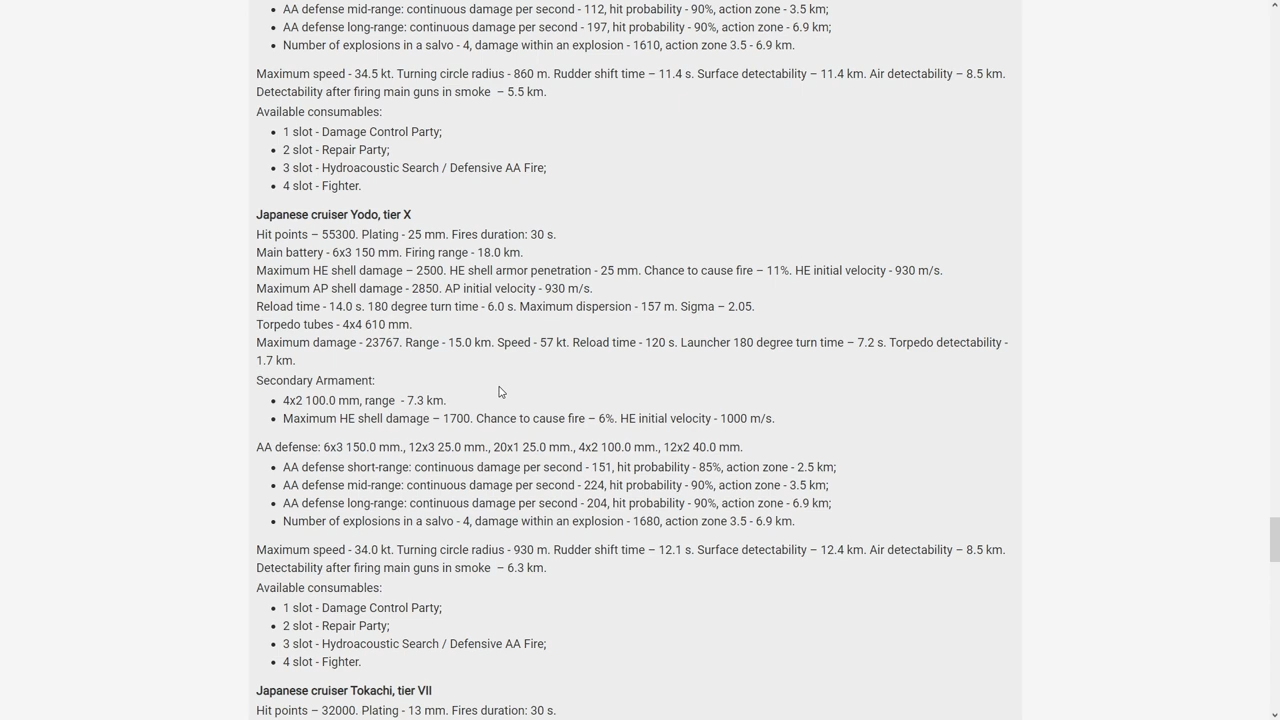 AA defense mid-range: continuous damage per second - 112, hit probability - 90%, action zone - 3.5 km;
AA defense long-range: continuous damage per second - 197, hit probability - 90%, action zone - 6.9 km;
Number of explosions in a salvo - 4, damage within an explosion - 1610, action zone 3.5 - 6.9 km.
Maximum speed - 34.5 kt. Turning circle radius - 860 m. Rudder shift time – 11.4 s. Surface detectability – 11.4 km. Air detectability – 8.5 km.
Detectability after firing main guns in smoke – 5.5 km.
Available consumables:
1 slot - Damage Control Party;
2 slot - Repair Party;
3 slot - Hydroacoustic Search / Defensive AA Fire;
4 slot - Fighter.
Japanese cruiser Yodo, tier X
Hit points – 55300. Plating - 25 mm. Fires duration: 30 s.
Main battery - 6x3 150 mm. Firing range - 18.0 km.
Maximum HE shell damage – 2500. HE shell armor penetration - 25 mm. Chance to cause fire – 11%. HE initial velocity - 930 m/s.
Maximum AP shell damage - 2850. AP initial velocity - 930 m/s.
Reload time - 14.0 s. 180 degree turn time - 6.0 s. Maximum dispersion - 157 m. Sigma – 2.05.
Torpedo tubes - 4x4 610 mm.
Maximum damage - 23767. Range - 15.0 km. Speed - 57 kt. Reload time - 120 s. Launcher 180 degree turn time – 7.2 s. Torpedo detectability -
1.7 km.
Secondary Armament:
4x2 100.0 mm, range - 7.3 km.
Maximum HE shell damage – 1700. Chance to cause fire – 6%. HE initial velocity - 1000 m/s.
AA defense: 6x3 150.0 mm., 12x3 25.0 mm., 20x1 25.0 mm., 4x2 100.0 mm., 12x2 40.0 mm.
AA defense short-range: continuous damage per second - 151, hit probability - 85%, action zone - 2.5 km;
AA defense mid-range: continuous damage per second - 224, hit probability - 90%, action zone - 3.5 km;
AA defense long-range: continuous damage per second - 204, hit probability - 90%, action zone - 6.9 km;
Number of explosions in a salvo - 4, damage within an explosion - 1680, action zone 3.5 - 6.9 km.
Maximum speed - 34.0 kt. Turning circle radius - 930 m. Rudder shift time – 12.1 s. Surface detectability – 12.4 km. Air detectability – 8.5 km.
Detectability after firing main guns in smoke – 6.3 km.
Available consumables:
1 slot - Damage Control Party;
2 slot - Repair Party;
3 slot - Hydroacoustic Search / Defensive AA Fire;
4 slot - Fighter.
Japanese cruiser Tokachi, tier VII
Hit points – 32000. Plating - 13 mm. Fires duration: 30 s.